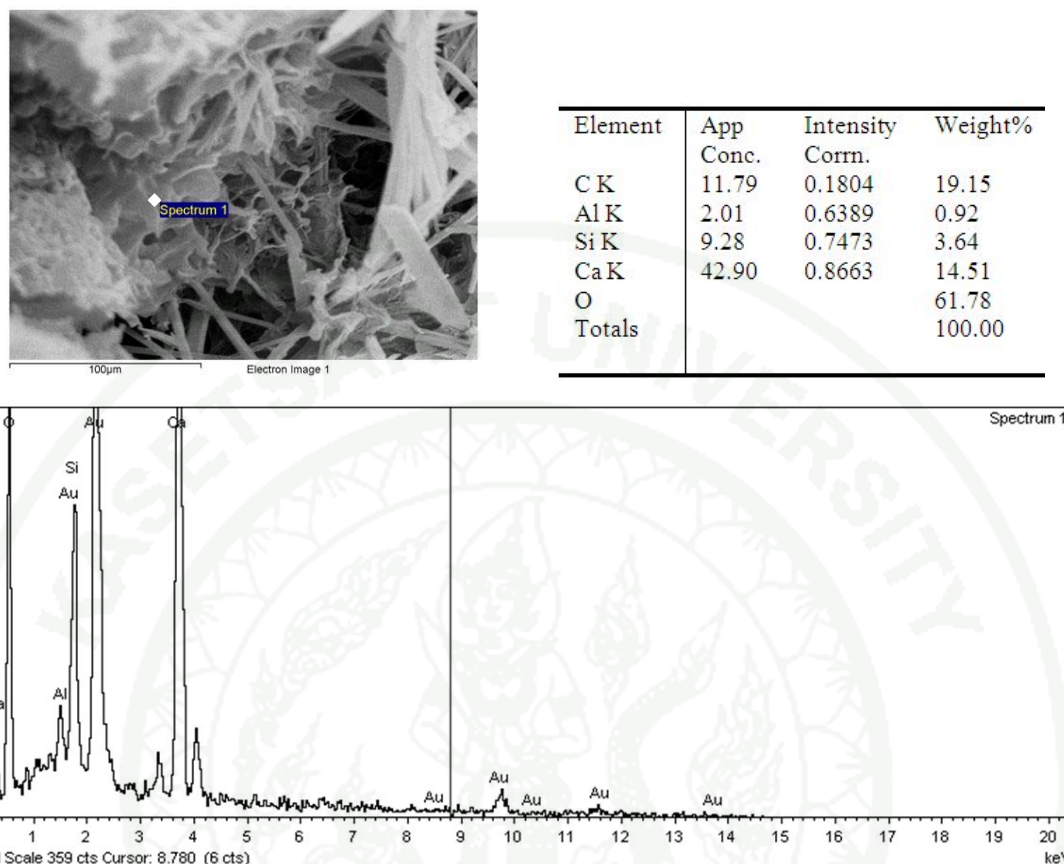 Spectrum 1
100µm Electron Image 1
Element App Conc. Intensity Corrn. Weight%
C K 11.79 0.1804 19.15
Al K 2.01 0.6389 0.92
Si K 9.28 0.7473 3.64
Ca K 42.90 0.8663 14.51
O 61.78
Totals 100.00
KASETSART UNIVERSITY
Spectrum 1
O Au Ca
Si
Au
Al
a
Au Au Au Au Au
1 2 3 4 5 6 7 8 9 10 11 12 13 14 15 16 17 18 19 20
l Scale 359 cts Cursor: 8.780 (6 cts) keV